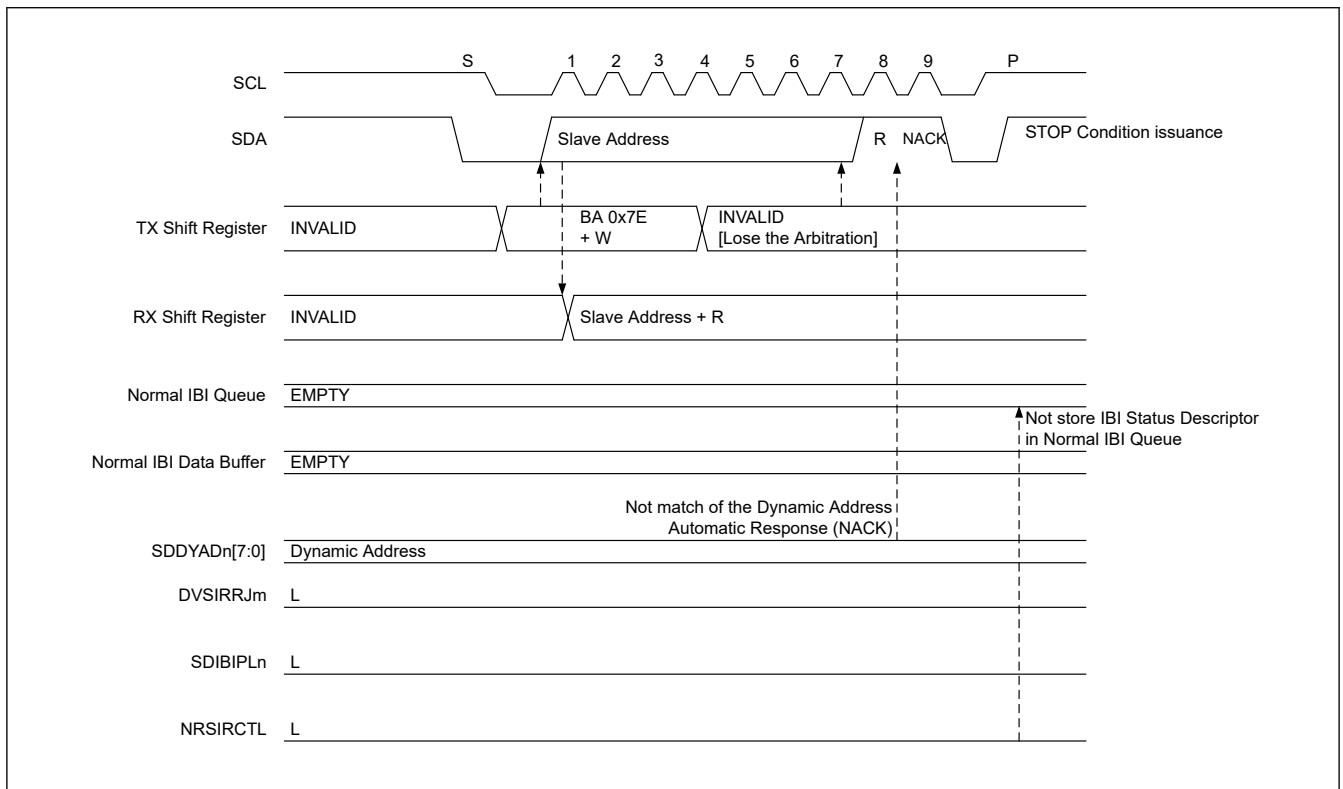 S 1 2 3 4 5 6 7 8 9 P
SCL
SDA Slave Address R NACK STOP Condition issuance
TX Shift Register INVALID BA 0x7E INVALID
+ W [Lose the Arbitration]
RX Shift Register INVALID Slave Address + R
Normal IBI Queue EMPTY
Not store IBI Status Descriptor
in Normal IBI Queue
Normal IBI Data Buffer EMPTY
Not match of the Dynamic Address
Automatic Response (NACK)
SDDYADn[7:0] Dynamic Address
DVSIRRJm L
SDIBIPLn L
NRSIRCTL L